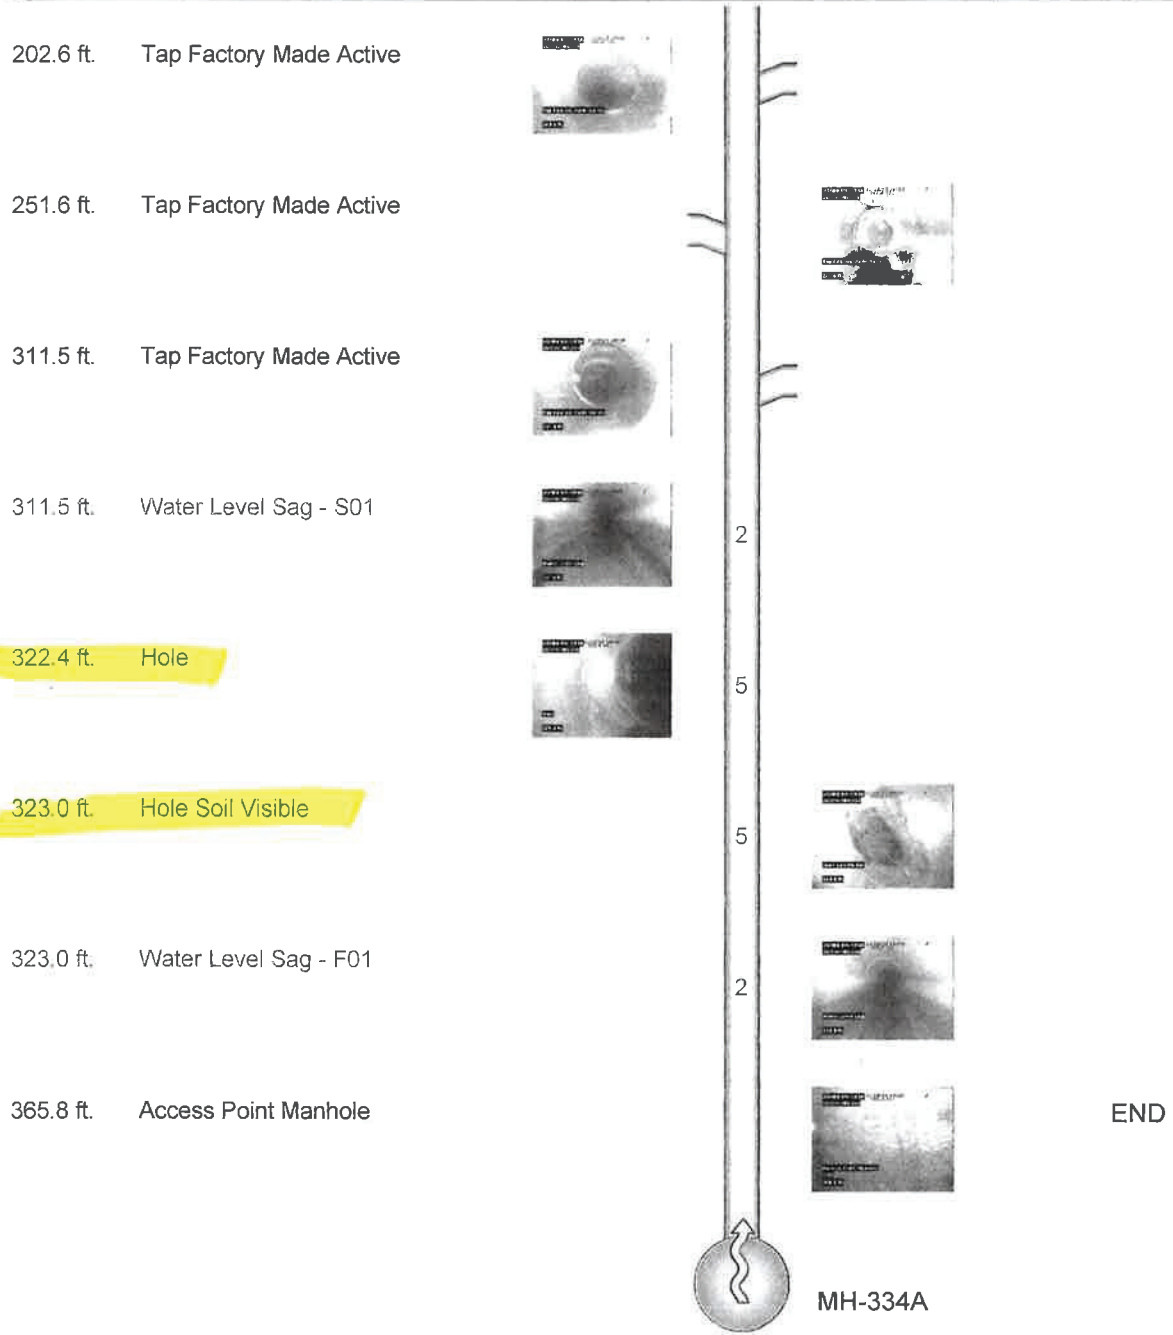 202.6 ft. Tap Factory Made Active
251.6 ft. Tap Factory Made Active
311.5 ft. Tap Factory Made Active
311.5 ft. Water Level Sag - S01
2
322.4 ft. Hole
5
323.0 ft. Hole Soil Visible
5
323.0 ft. Water Level Sag - F01
2
365.8 ft. Access Point Manhole
END
MH-334A